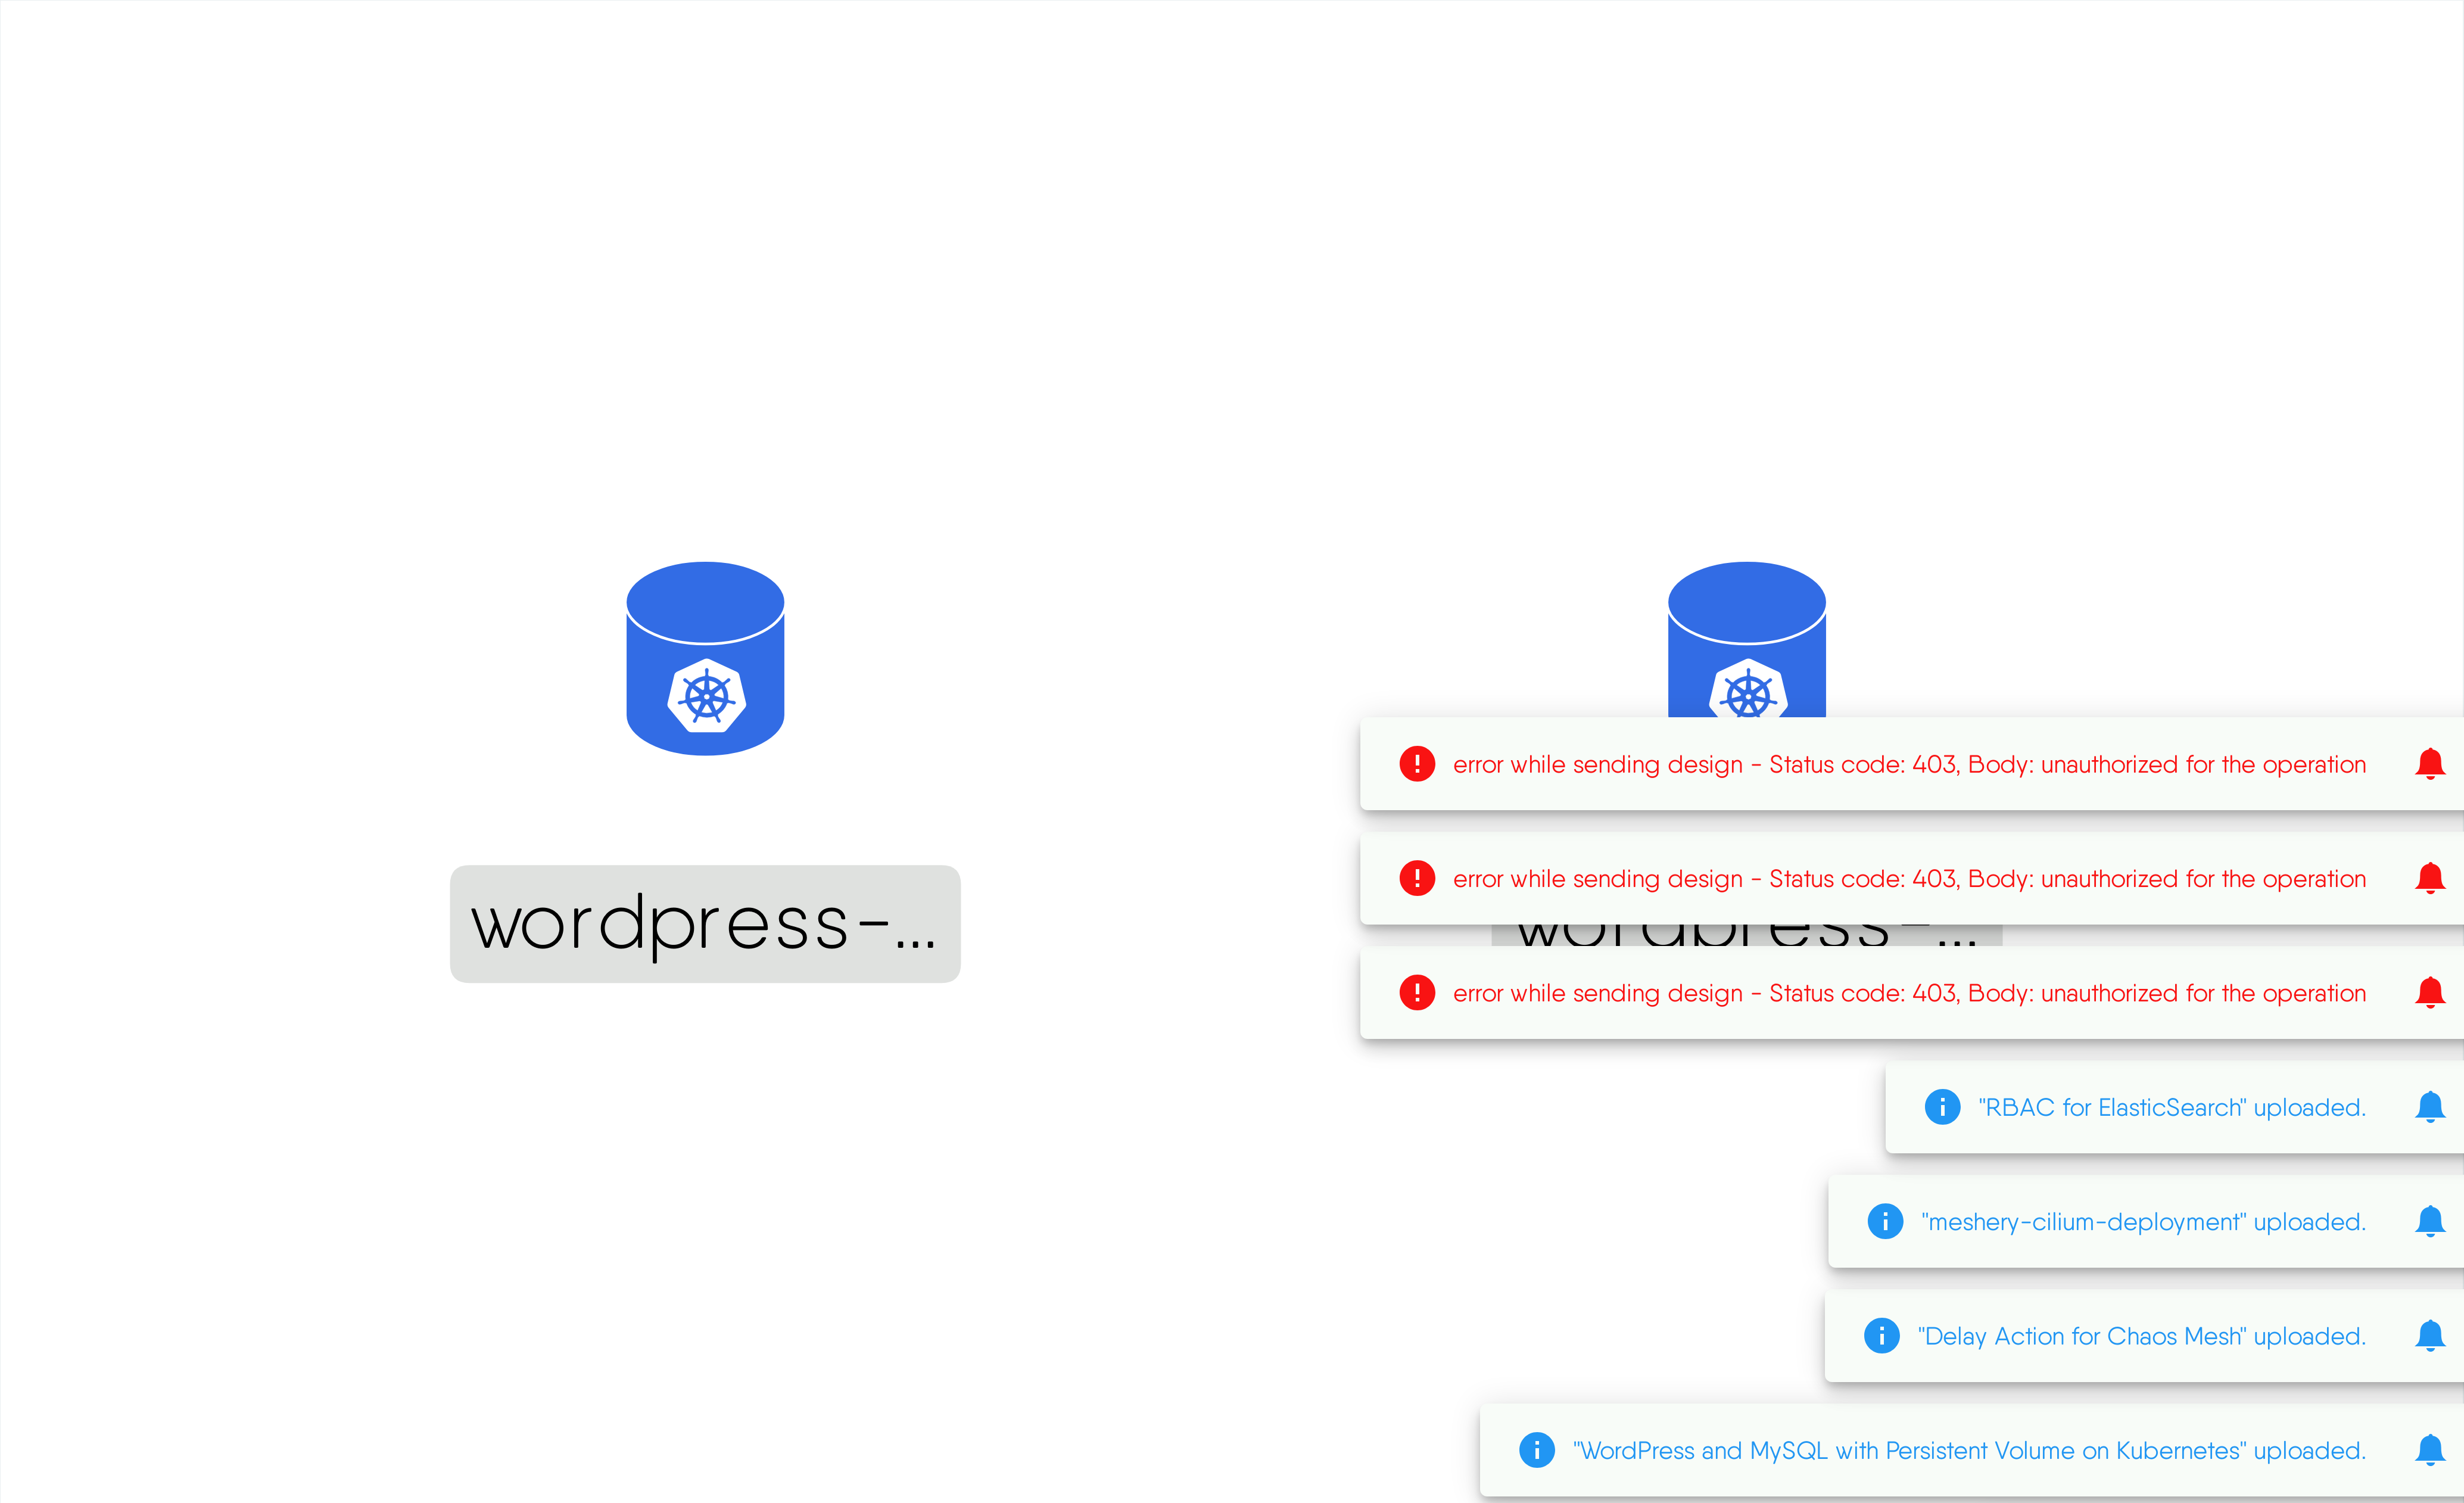 error while sending design - Status code: 403, Body: unauthorized for the operation
error while sending design - Status code: 403, Body: unauthorized for the operation
wordpress-...
wordpress-...
error while sending design - Status code: 403, Body: unauthorized for the operation
"RBAC for ElasticSearch" uploaded.
"meshery-cilium-deployment" uploaded.
"Delay Action for Chaos Mesh" uploaded.
"WordPress and MySQL with Persistent Volume on Kubernetes" uploaded.